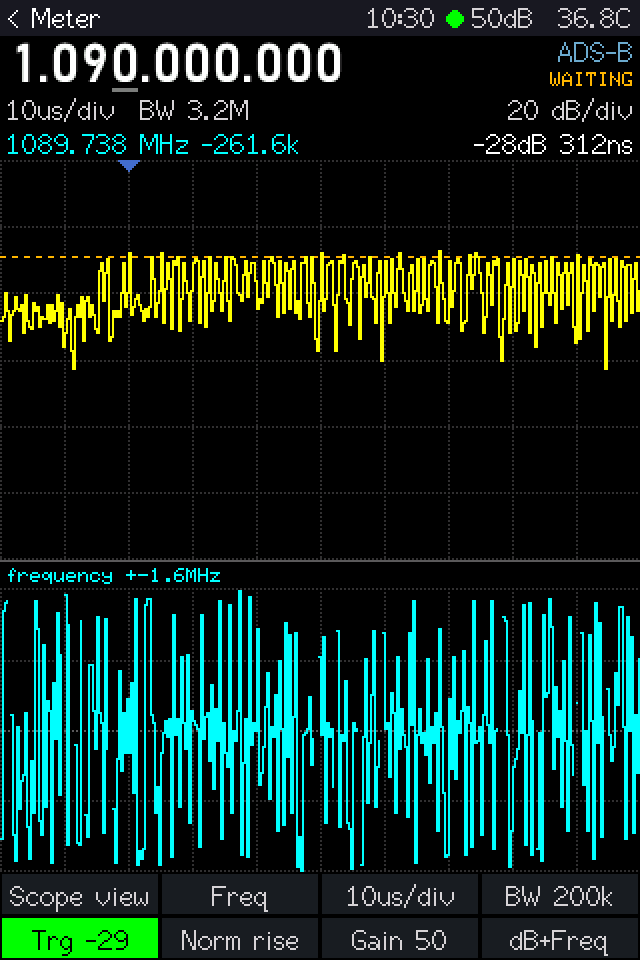 < Meter 10:30 50dB 36.8C
1.090.000.000 ADS-B
WAITING
10us/div BW 3.2M 20 dB/div
1089.738 MHz -261.6k -28dB 312ns
frequency +-1.6MHz
Scope view Freq 10us/div BW 200k
Trg -29 Norm rise Gain 50 dB+Freq